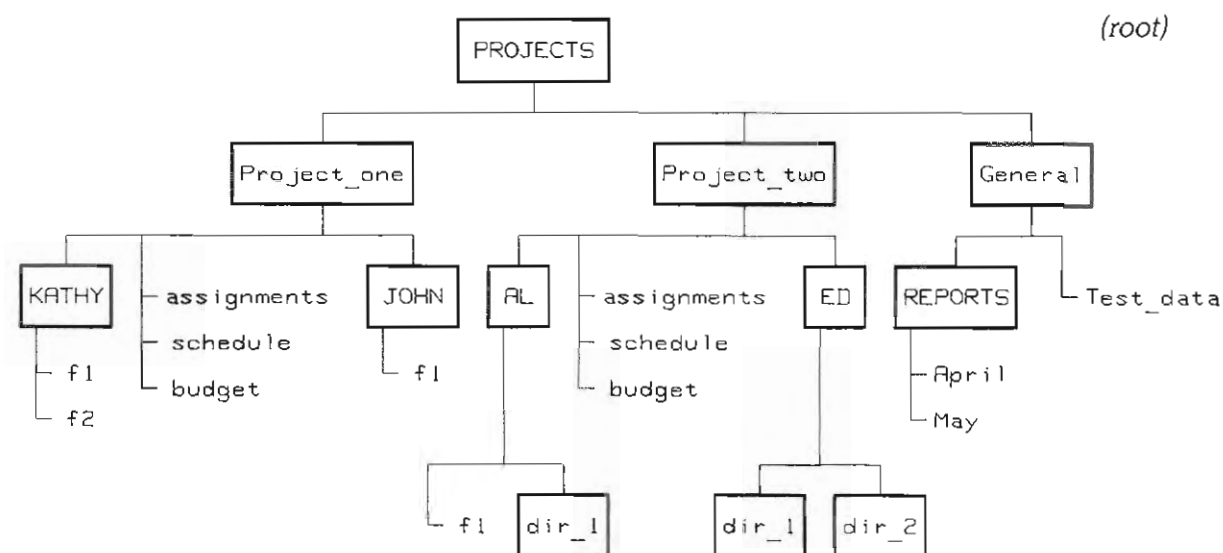 (root)
PROJECTS
Project_one
Project_two
General
KATHY
assignments
schedule
budget
JOHN
AL
assignments
schedule
budget
ED
REPORTS
Test_data
f1
f2
f1
April
May
f1
dir_1
dir_1
dir_2